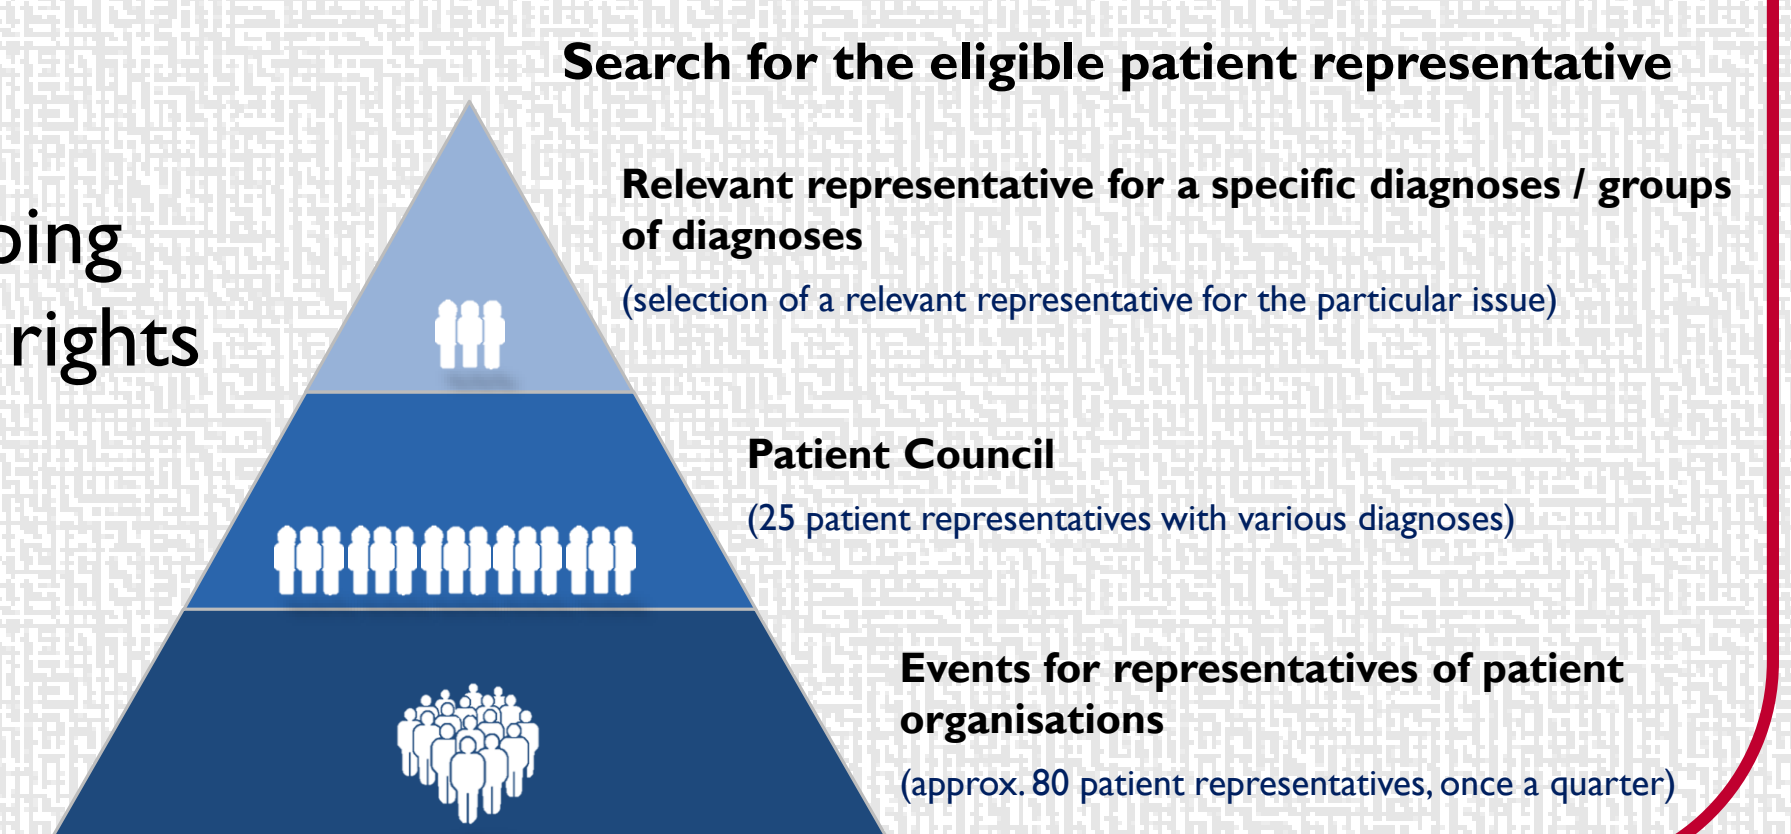 Search for the eligible patient representative
rights
Relevant representative for a specific diagnoses / groups
of diagnoses
(selection of a relevant representative for the particular issue)
Patient Council
(25 patient representatives with various diagnoses)
Events for representatives of patient
organisations
(approx. 80 patient representatives, once a quarter)